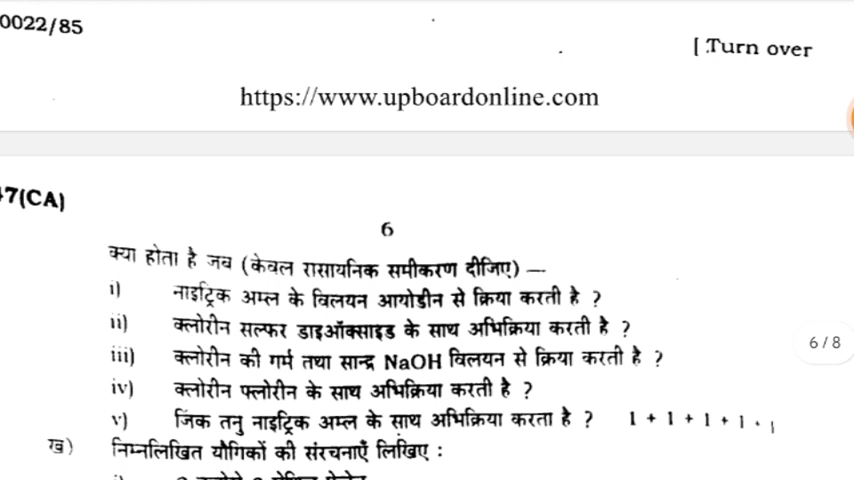 0022/85
[ Turn over
https://www.upboardonline.com
47(CA)
6
क्या होता है जब (केवल रासायनिक समीकरण दीजिए) —
i) नाइट्रिक अम्ल के विलयन आयोडीन से क्रिया करती है ?
ii) क्लोरीन सल्फर डाइऑक्साइड के साथ अभिक्रिया करती है ?
iii) क्लोरीन की गर्म तथा सान्द्र NaOH विलयन से क्रिया करती है ?
iv) क्लोरीन फ्लोरीन के साथ अभिक्रिया करती है ?
v) जिंक तनु नाइट्रिक अम्ल के साथ अभिक्रिया करता है ? 1 + 1 + 1 + 1 + 1
ख) निम्नलिखित यौगिकों की संरचनाएँ लिखिए :
6 / 8